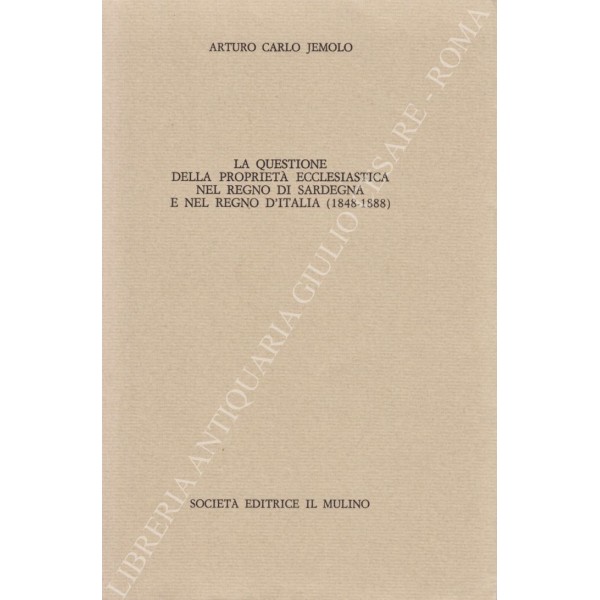 ARTURO CARLO JEMOLO
LA QUESTIONE
DELLA PROPRIETÀ ECCLESIASTICA
NEL REGNO DI SARDEGNA
E NEL REGNO D'ITALIA (1848-1888)
SOCIETÀ EDITRICE IL MULINO
LIBRERIA ANTIQUARIA GIULIO CESARE - ROMA